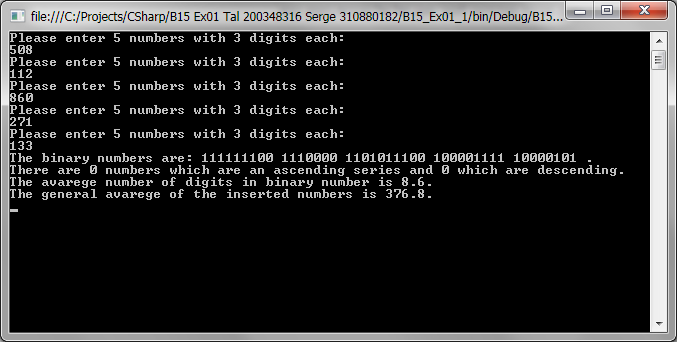 file:///C:/Projects/CSharp/B15 Ex01 Tal 200348316 Serge 310880182/B15_Ex01_1/bin/Debug/B15...
Please enter 5 numbers with 3 digits each:
508
Please enter 5 numbers with 3 digits each:
112
Please enter 5 numbers with 3 digits each:
860
Please enter 5 numbers with 3 digits each:
271
Please enter 5 numbers with 3 digits each:
133
The binary numbers are: 111111100 1110000 1101011100 100001111 10000101 .
There are 0 numbers which are an ascending series and 0 which are descending.
The avarege number of digits in binary number is 8.6.
The general avarege of the inserted numbers is 376.8.